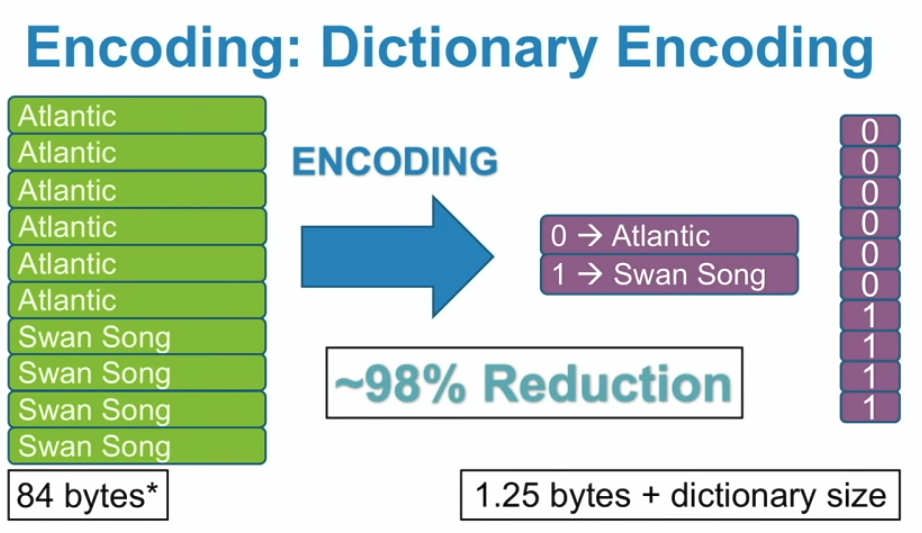 Encoding: Dictionary Encoding
Atlantic
Atlantic
Atlantic
Atlantic
Atlantic
Atlantic
Swan Song
Swan Song
Swan Song
Swan Song
84 bytes*
ENCODING
0 → Atlantic
1 → Swan Song
~98% Reduction
0
0
0
0
0
0
1
1
1
1
1.25 bytes + dictionary size